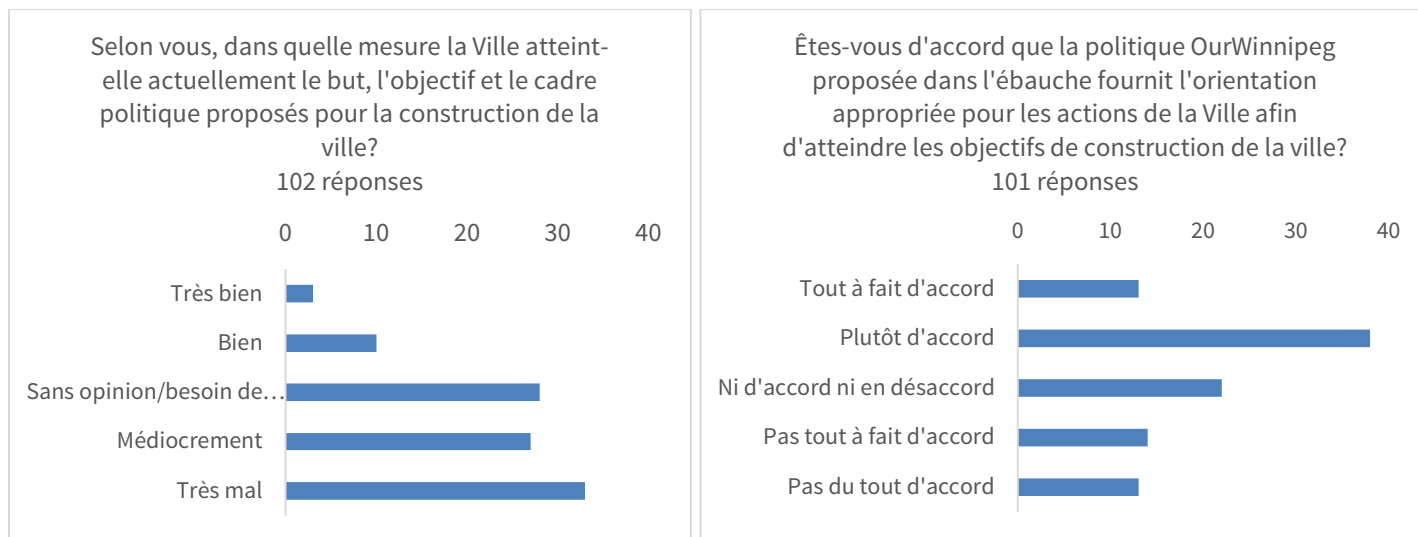 Selon vous, dans quelle mesure la Ville atteint-
elle actuellement le but, l'objectif et le cadre
politique proposés pour la construction de la
ville?
102 réponses
0 10 20 30 40
Très bien
Bien
Sans opinion/besoin de…
Médiocrement
Très mal
Êtes-vous d'accord que la politique OurWinnipeg
proposée dans l'ébauche fournit l'orientation
appropriée pour les actions de la Ville afin
d'atteindre les objectifs de construction de la ville?
101 réponses
0 10 20 30 40
Tout à fait d'accord
Plutôt d'accord
Ni d'accord ni en désaccord
Pas tout à fait d'accord
Pas du tout d'accord